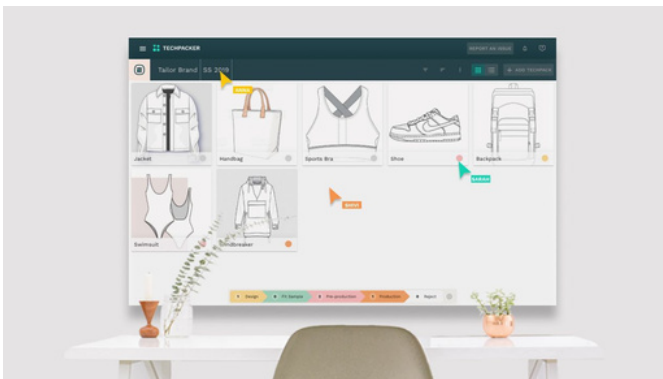 TECHPACKER
REPORT AN ISSUE
Tailor Brand SS 2019
+ ADD TECHPACK
Jacket
Handbag
Sports Bra
Shoe
Backpack
SARAH
Swimsuit
Design
Fit Sample
Pre-production
Production
Reject